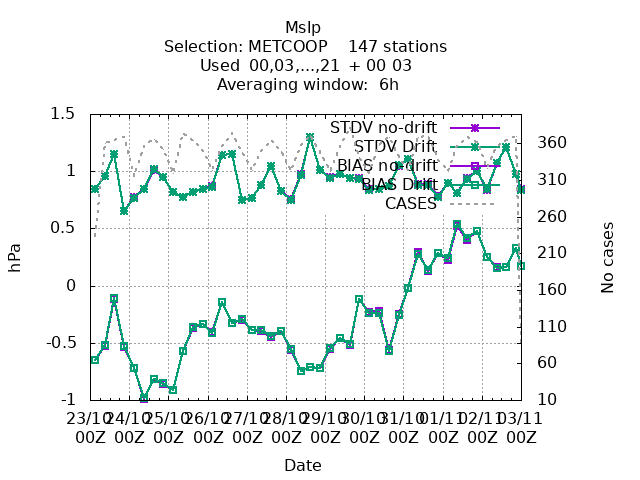 Mslp
Selection: METCOOP    147 stations
Used  00,03,...,21  + 00 03
Averaging window:  6h
STDV no-drift
STDV Drift
BIAS no-drift
BIAS Drift
CASES
1.5
1
0.5
0
-0.5
-1
hPa
360
310
260
210
160
110
60
10
No cases
23/10 24/10 25/10 26/10 27/10 28/10 29/10 30/10 31/10 01/11 02/11 03/11
00Z 00Z 00Z 00Z 00Z 00Z 00Z 00Z 00Z 00Z 00Z 00Z
Date